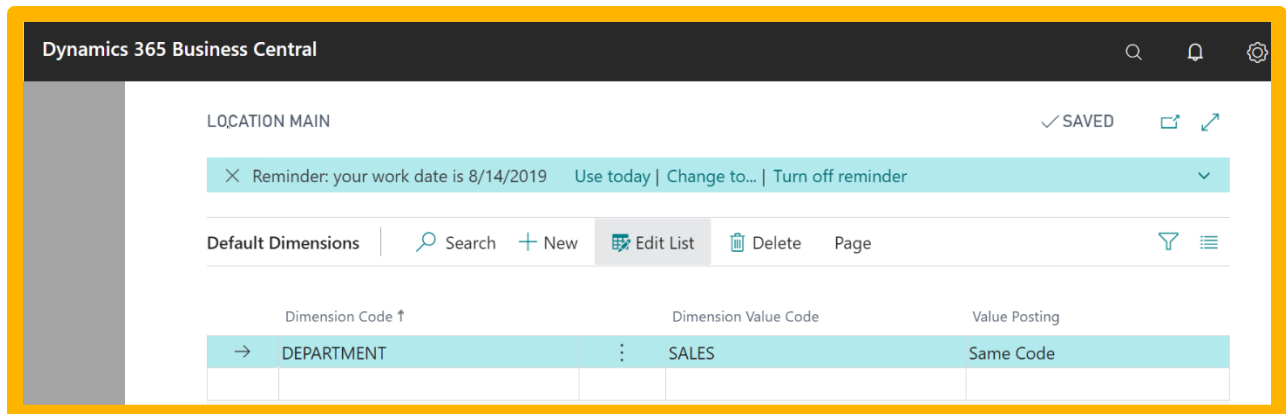 Dynamics 365 Business Central
LOCATION MAIN SAVED
Reminder: your work date is 8/14/2019 Use today | Change to... | Turn off reminder
Default Dimensions Search New Edit List Delete Page
Dimension Code ↑ Dimension Value Code Value Posting
DEPARTMENT SALES Same Code